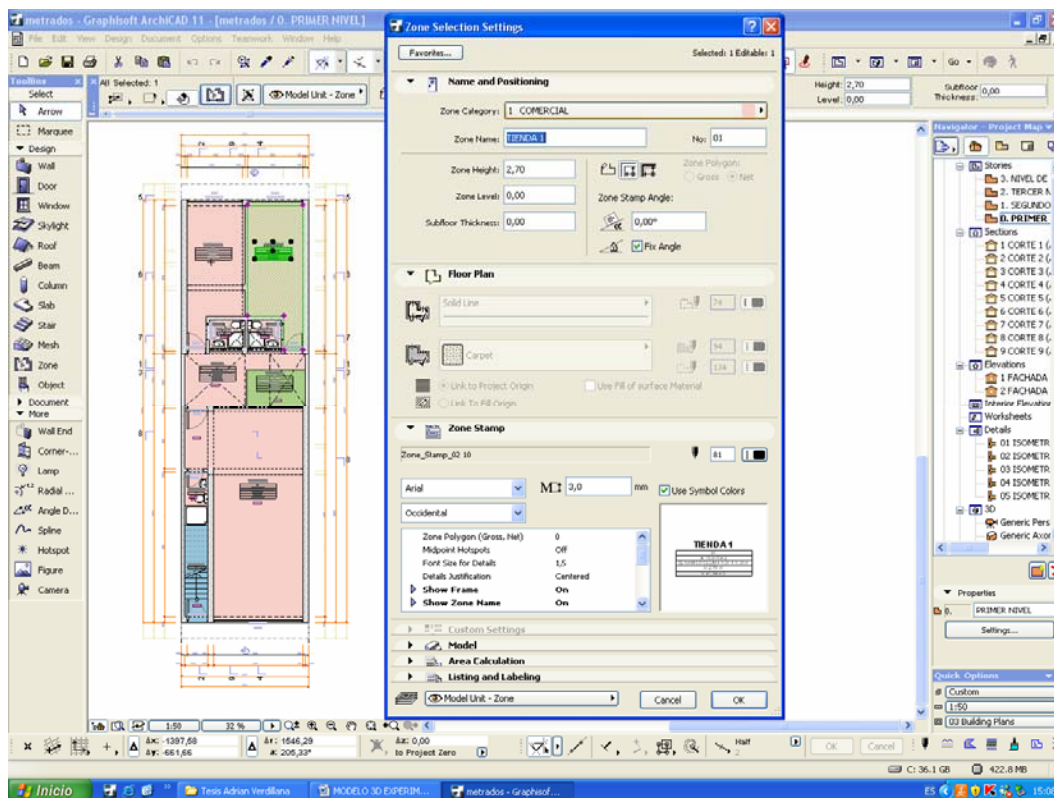 metrados - Graphisoft ArchiCAD 11 - [metrados / 0. PRIMER NIVEL]
File Edit View Design Document Options Teamwork Window Help
Toolbox
Select
Arrow
Marquee
Design
Wall
Door
Window
Skylight
Roof
Beam
Column
Slab
Stair
Mesh
Zone
Object
Document
More
Wall End
Corner-...
Lamp
Radial ...
Angle D...
Spline
Hotspot
Figure
Camera
All Selected: 1
Model Unit - Zone
Zone Selection Settings
Favorites...
Selected: 1 Editable: 1
Name and Positioning
Zone Category: 1 COMERCIAL
Zone Name: TIENDA 1 No: 01
Zone Height: 2,70
Zone Level: 0,00
Subfloor Thickness: 0,00
Zone Polygon:
Gross Net
Zone Stamp Angle:
0,00°
Fix Angle
Floor Plan
Solid Line
74
Carpet
94
134
Link to Project Origin
Use Fill of surface Material
Link To Fill Origin
Zone Stamp
Zone_Stamp_02 10
81
Arial
3,0 mm
Use Symbol Colors
Occidental
Zone Polygon (Gross, Net) 0
Midpoint Hotspots Off
Font Size for Details 1,5
Details Justification Centered
Show Frame On
Show Zone Name On
TIENDA 1
Custom Settings
Model
Area Calculation
Listing and Labeling
Model Unit - Zone
Cancel
OK
Go
Height: 2,70
Level: 0,00
Subfloor Thickness: 0,00
Navigator - Project Map
Stories
3. NIVEL DE
2. TERCER N
1. SEGUNDO
0. PRIMER
Sections
1 CORTE 1 (
2 CORTE 2 (
3 CORTE 3 (
4 CORTE 4 (
5 CORTE 5 (
6 CORTE 6 (
7 CORTE 7 (
8 CORTE 8 (
9 CORTE 9 (
Elevations
1 FACHADA
2 FACHADA
Interior Elevation
Worksheets
Details
01 ISOMETR
02 ISOMETR
03 ISOMETR
04 ISOMETR
05 ISOMETR
3D
Generic Pers
Generic Axor
Properties
0. PRIMER NIVEL
Settings...
Quick Options
Custom
1:50
03 Building Plans
1:50 32 %
Δx: -1397,58
Δy: -661,66
Δr: 1546,29
a: 205,33°
Δz: 0,00
to Project Zero
Half
2
OK Cancel
C: 36.1 GB 422.8 MB
Inicio
Tesis Adrian Verdillana
MODELO 3D EXPERIM...
metrados - Graphisof...
ES
15:08